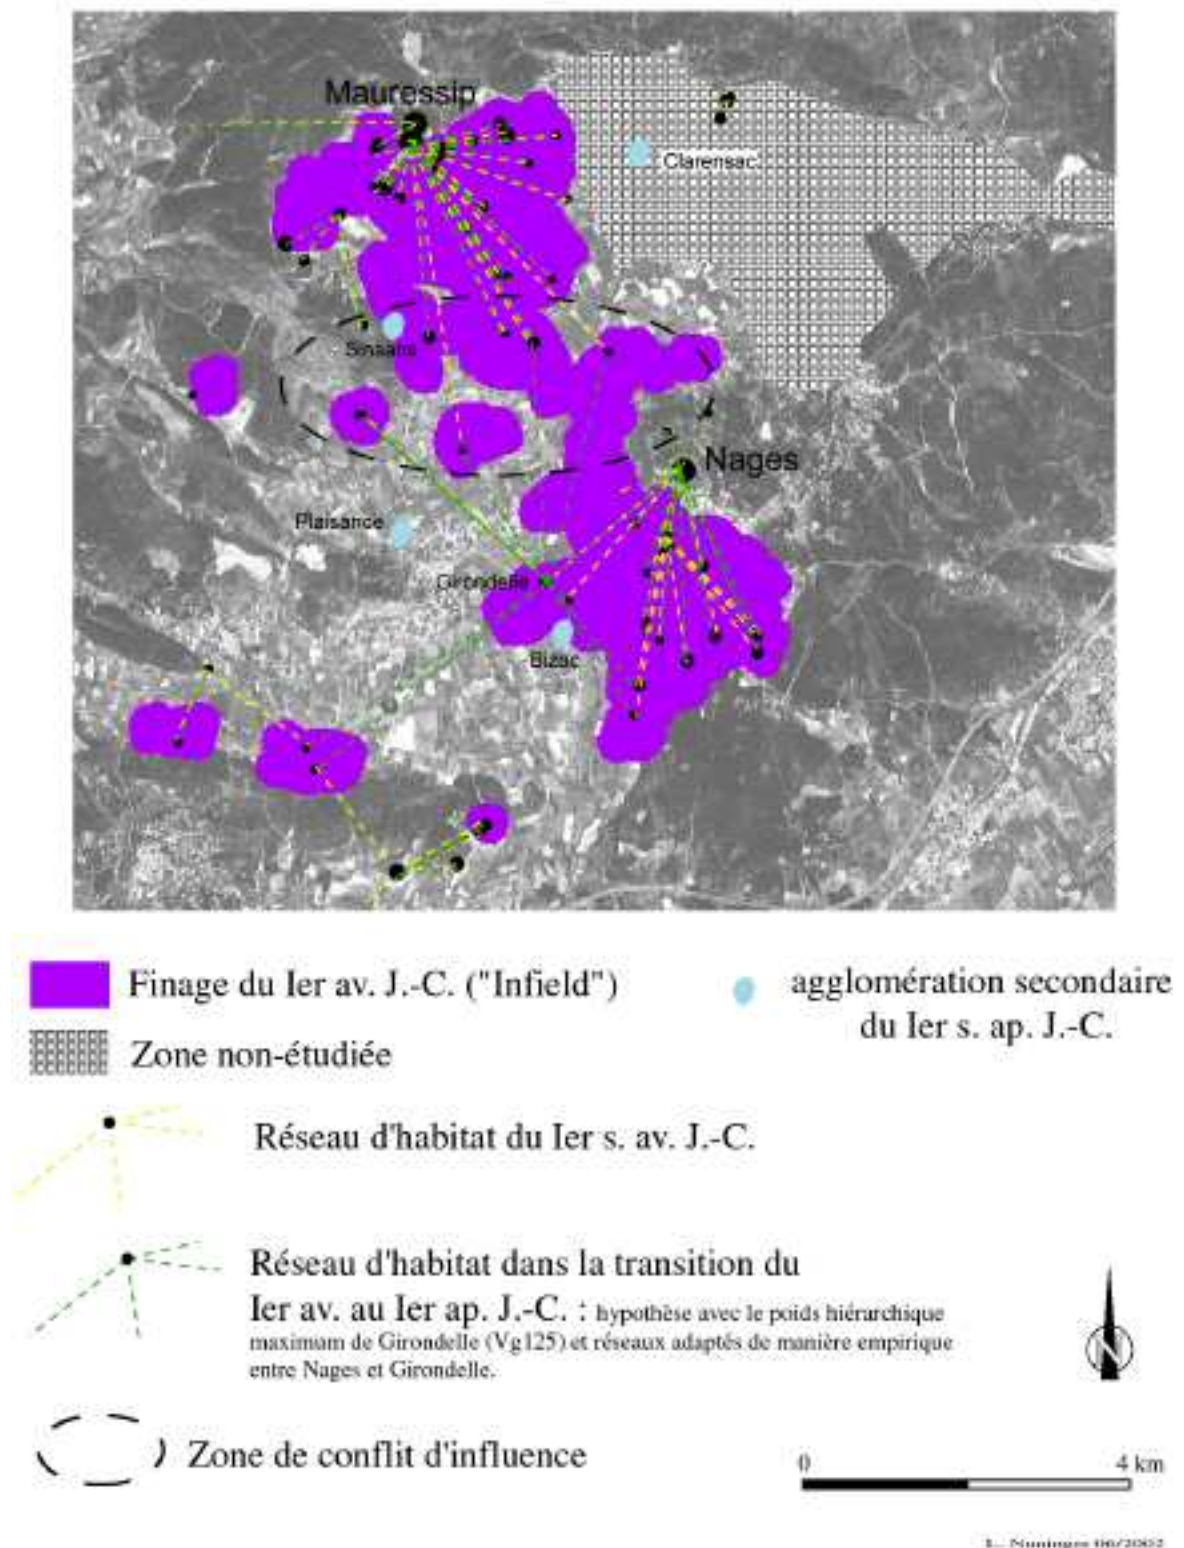 Mauressip
Clarensac
Nages
Plaisance
Girondelle
Bizac
Finage du Ier av. J.-C. ("Infield")
agglomération secondaire
du Ier s. ap. J.-C.
Zone non-étudiée
Réseau d'habitat du Ier s. av. J.-C.
Réseau d'habitat dans la transition du
Ier av. au Ier ap. J.-C. : hypothèse avec le poids hiérarchique
maximum de Girondelle (Vg125) et réseaux adaptés de manière empirique
entre Nages et Girondelle.
N
Zone de conflit d'influence
0 4 km
L. Nuninger 06/2002